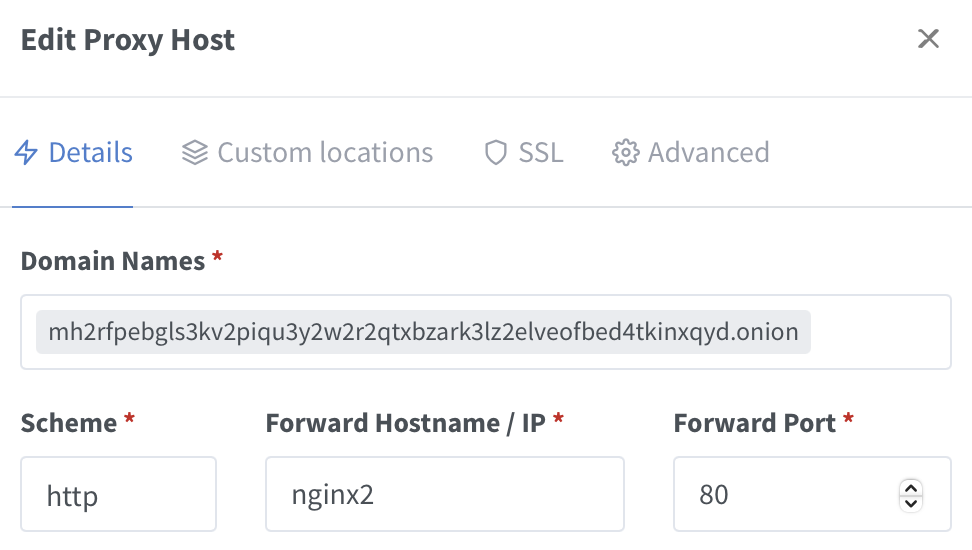 Edit Proxy Host
Details Custom locations SSL Advanced
Domain Names *
mh2rfpebgls3kv2piqu3y2w2r2qtxbzark3lz2elveofbed4tkinxqyd.onion
Scheme * Forward Hostname / IP * Forward Port *
http nginx2 80